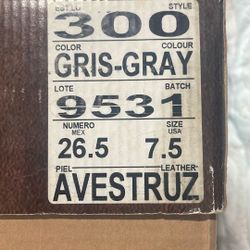 ESTILO STYLE
300
COLOR COLOUR
GRIS-GRAY
LOTE BATCH
9531
NUMERO SIZE
MEX USA
26.5 7.5
PIEL LEATHER
AVESTRUZ